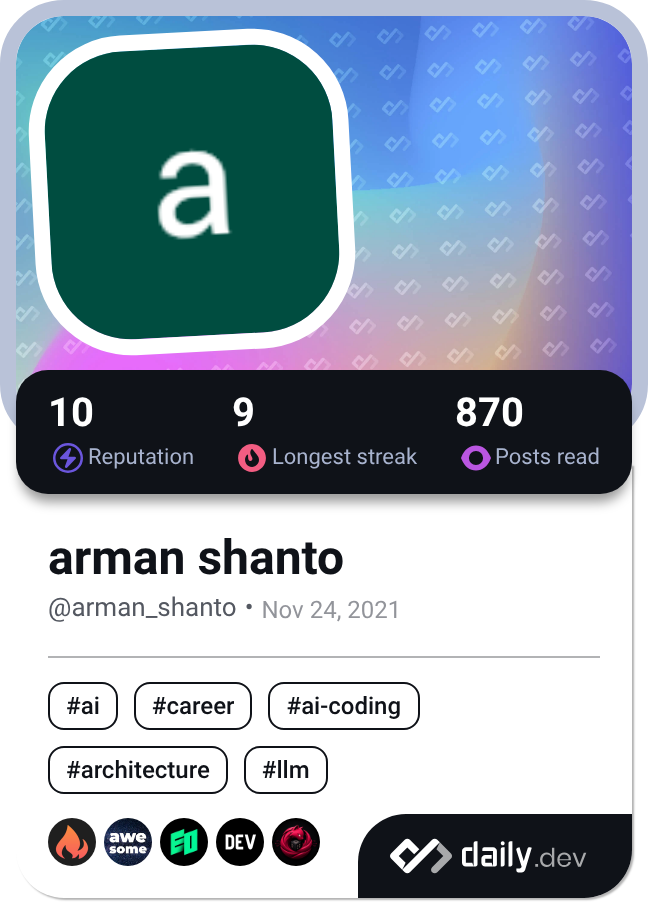 a
10 9 870
Reputation Longest streak Posts read
arman shanto
@arman_shanto • Nov 24, 2021
#ai #career #ai-coding
#architecture #llm
awe
some
ED
DEV
daily.dev